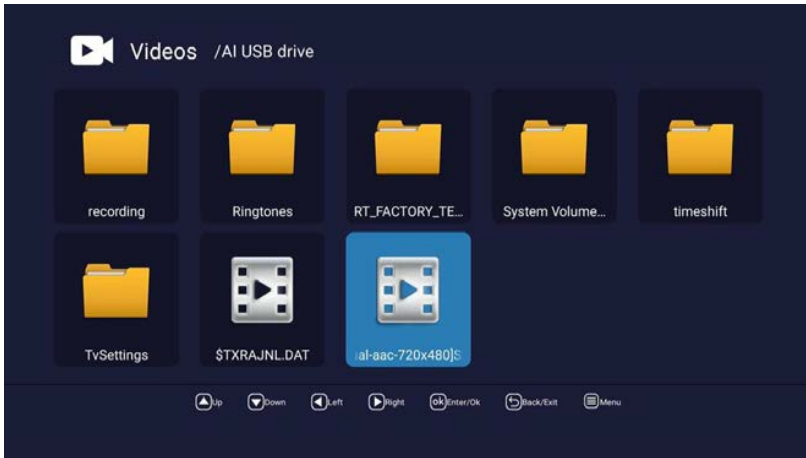 Videos /AI USB drive
recording Ringtones RT_FACTORY_TE... System Volume... timeshift
TvSettings $TXRAJNL.DAT al-aac-720x480]S
Up Down Left Right ok Enter/Ok Back/Exit Menu